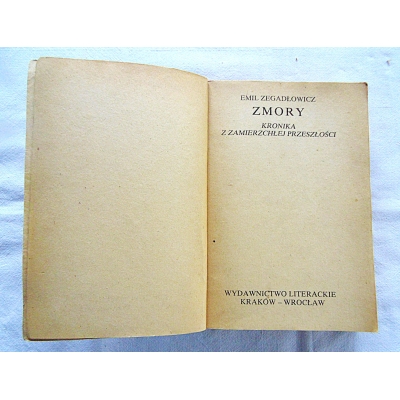 EMIL ZEGADŁOWICZ
ZMORY
KRONIKA
Z ZAMIERZCHŁEJ PRZESZŁOŚCI
WYDAWNICTWO LITERACKIE
KRAKÓW – WROCŁAW